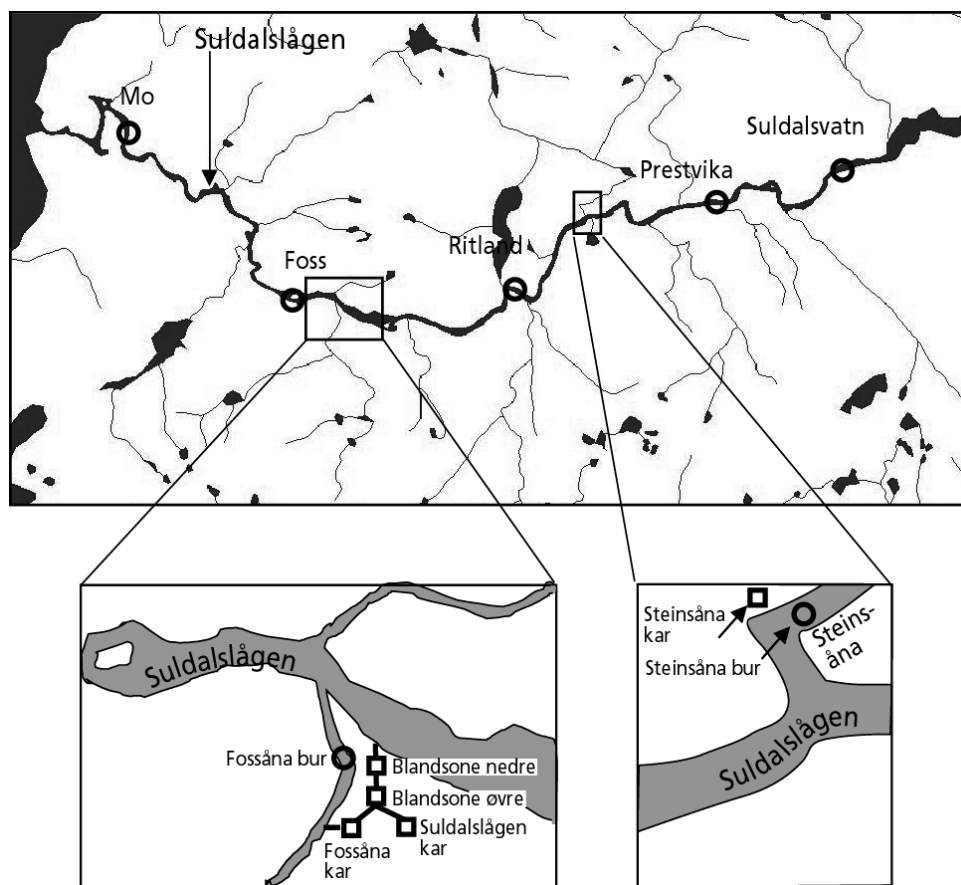 Suldalslågen
Mo
Suldalsvatn
Prestvika
Ritland
Foss
Suldalslågen
Fossåna bur
Blandsone nedre
Blandsone øvre
Suldalslågen
kar
Fossåna
kar
Steinsåna
kar
Steinsåna bur
Steins-
åna
Suldalslågen